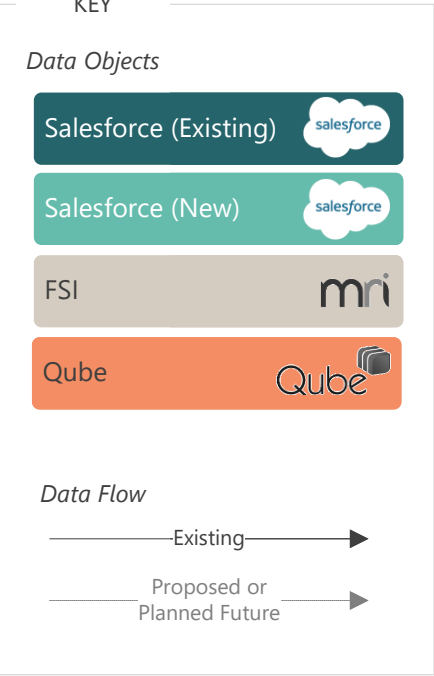 KEY
Data Objects
Salesforce (Existing) salesforce
Salesforce (New) salesforce
FSI mri
Qube Qube
Data Flow
Existing
Proposed or
Planned Future